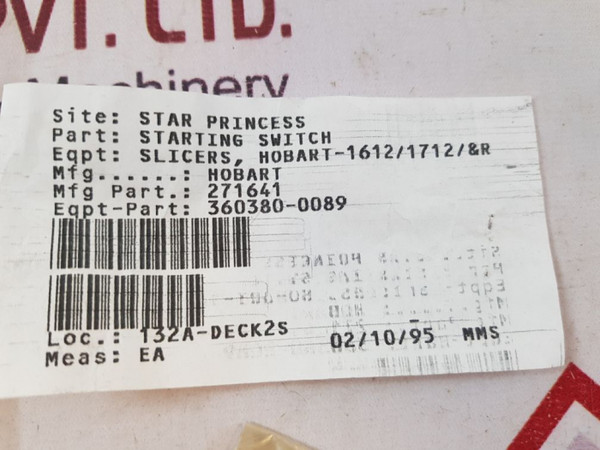 PVT. LTD.
Machinery
Site: STAR PRINCESS
Part: STARTING SWITCH
Eqpt: SLICERS, HOBART-1612/1712/&R
Mfg......: HOBART
Mfg Part.: 271641
Eqpt-Part: 360380-0089
Loc.: 132A-DECK2S 02/10/95 MMS
Meas: EA